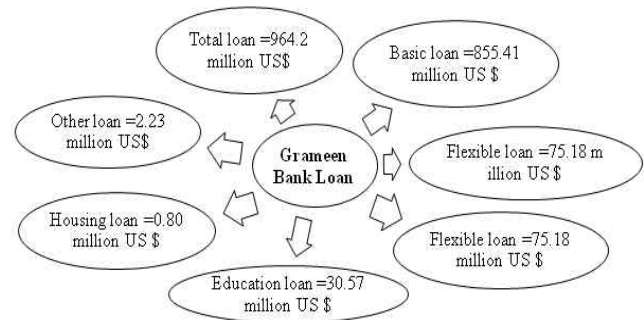 Total loan =964.2
million US$
Basic loan =855.41
million US $
Other loan =2.23
million US$
Grameen
Bank Loan
Flexible loan =75.18 m
illion US $
Housing loan =0.80
million US $
Flexible loan =75.18
million US $
Education loan =30.57
million US $